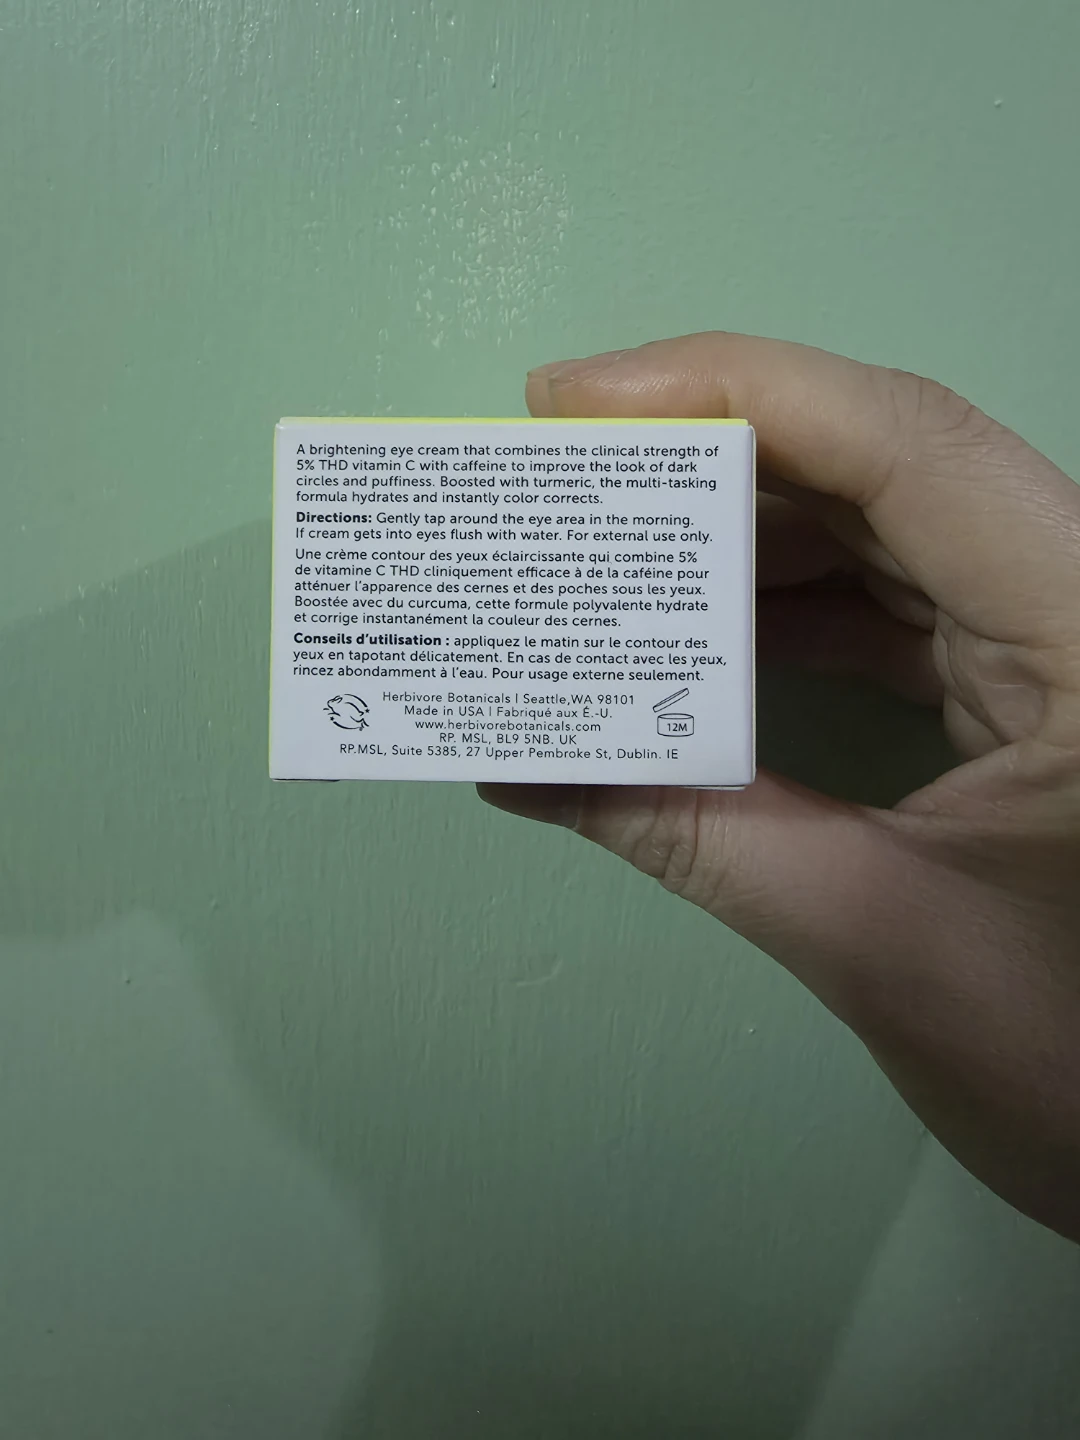 A brightening eye cream that combines the clinical strength of
5% THD vitamin C with caffeine to improve the look of dark
circles and puffiness. Boosted with turmeric, the multi-tasking
formula hydrates and instantly color corrects.
Directions: Gently tap around the eye area in the morning.
If cream gets into eyes flush with water. For external use only.
Une crème contour des yeux éclaircissante qui combine 5%
de vitamine C THD cliniquement efficace à de la caféine pour
atténuer l'apparence des cernes et des poches sous les yeux.
Boostée avec du curcuma, cette formule polyvalente hydrate
et corrige instantanément la couleur des cernes.
Conseils d'utilisation : appliquez le matin sur le contour des
yeux en tapotant délicatement. En cas de contact avec les yeux,
rincez abondamment à l'eau. Pour usage externe seulement.
Herbivore Botanicals | Seattle,WA 98101
Made in USA | Fabriqué aux É.-U.
www.herbivorebotanicals.com
RP. MSL, BL9 5NB. UK
RP.MSL, Suite 5385, 27 Upper Pembroke St, Dublin. IE
12M